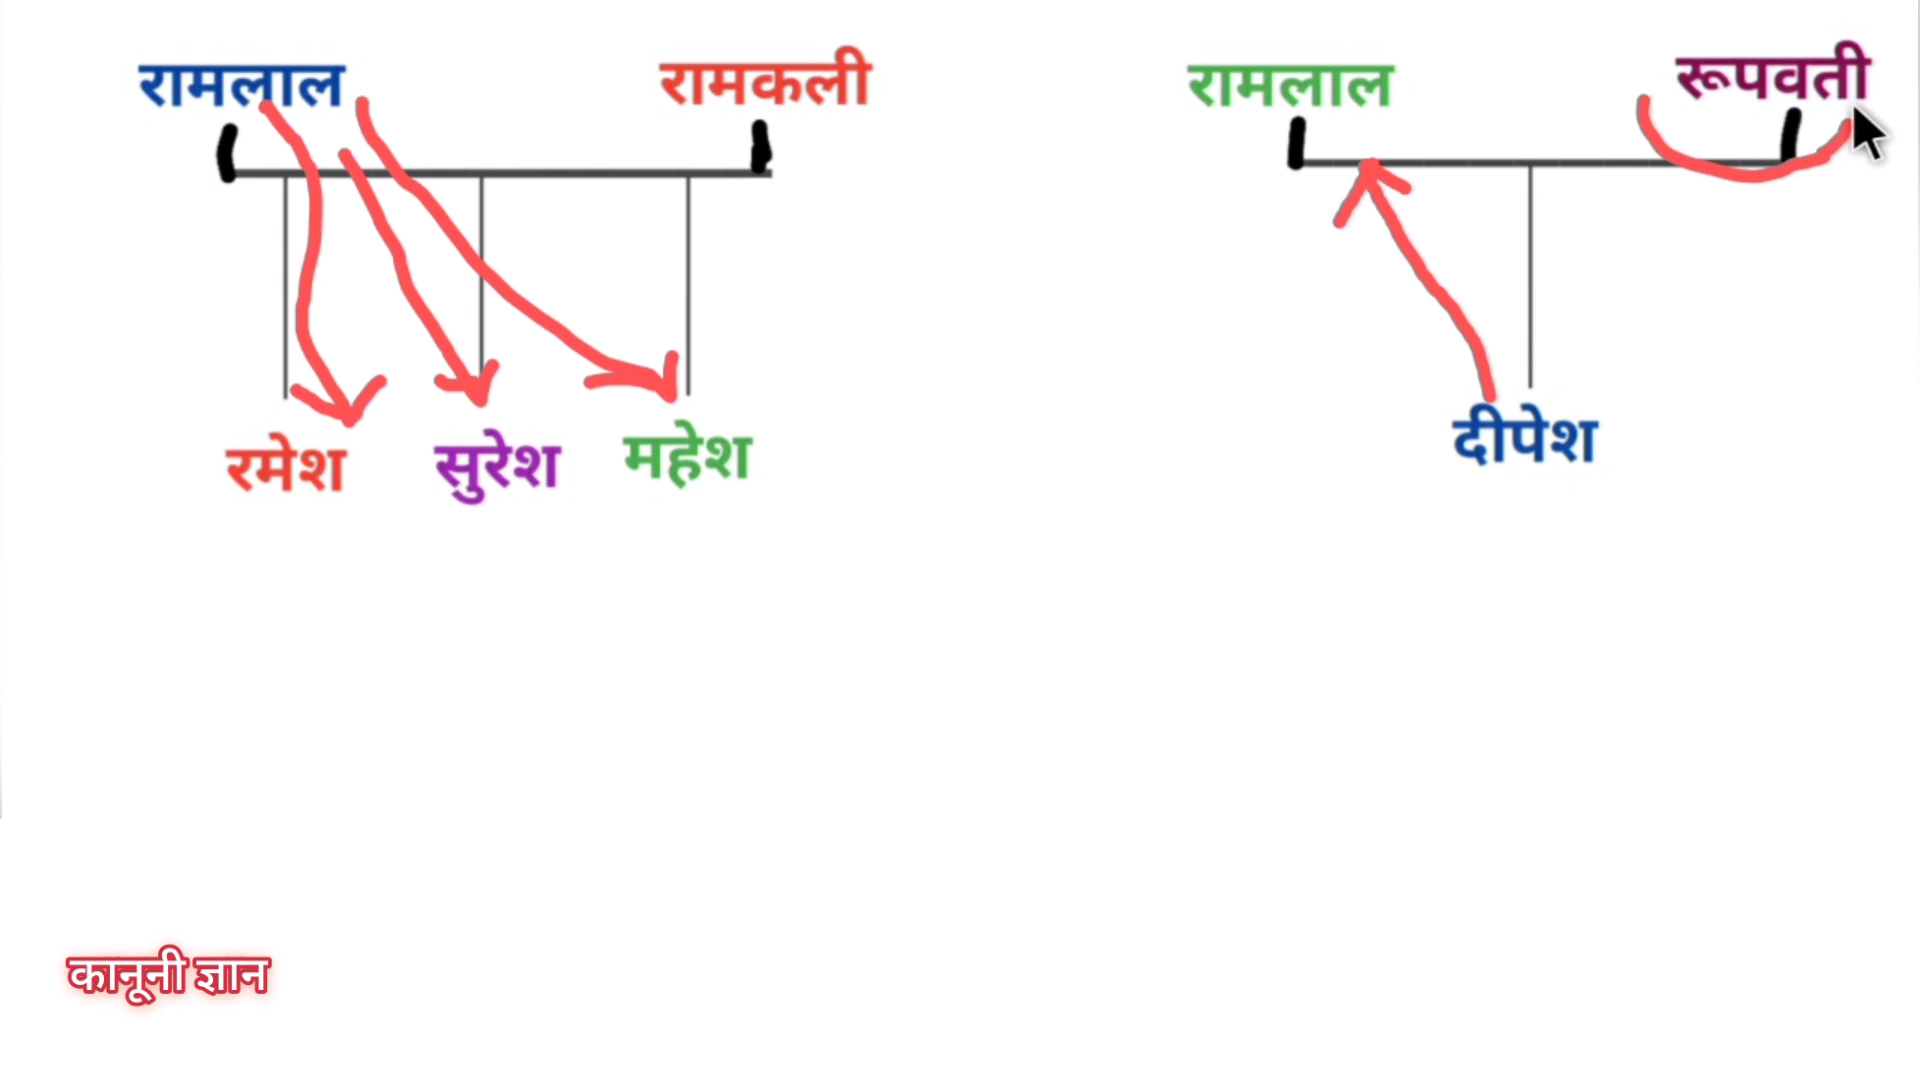 रामलाल रामकली रामलाल रूपवती
रमेश सुरेश महेश दीपेश
कानूनी ज्ञान